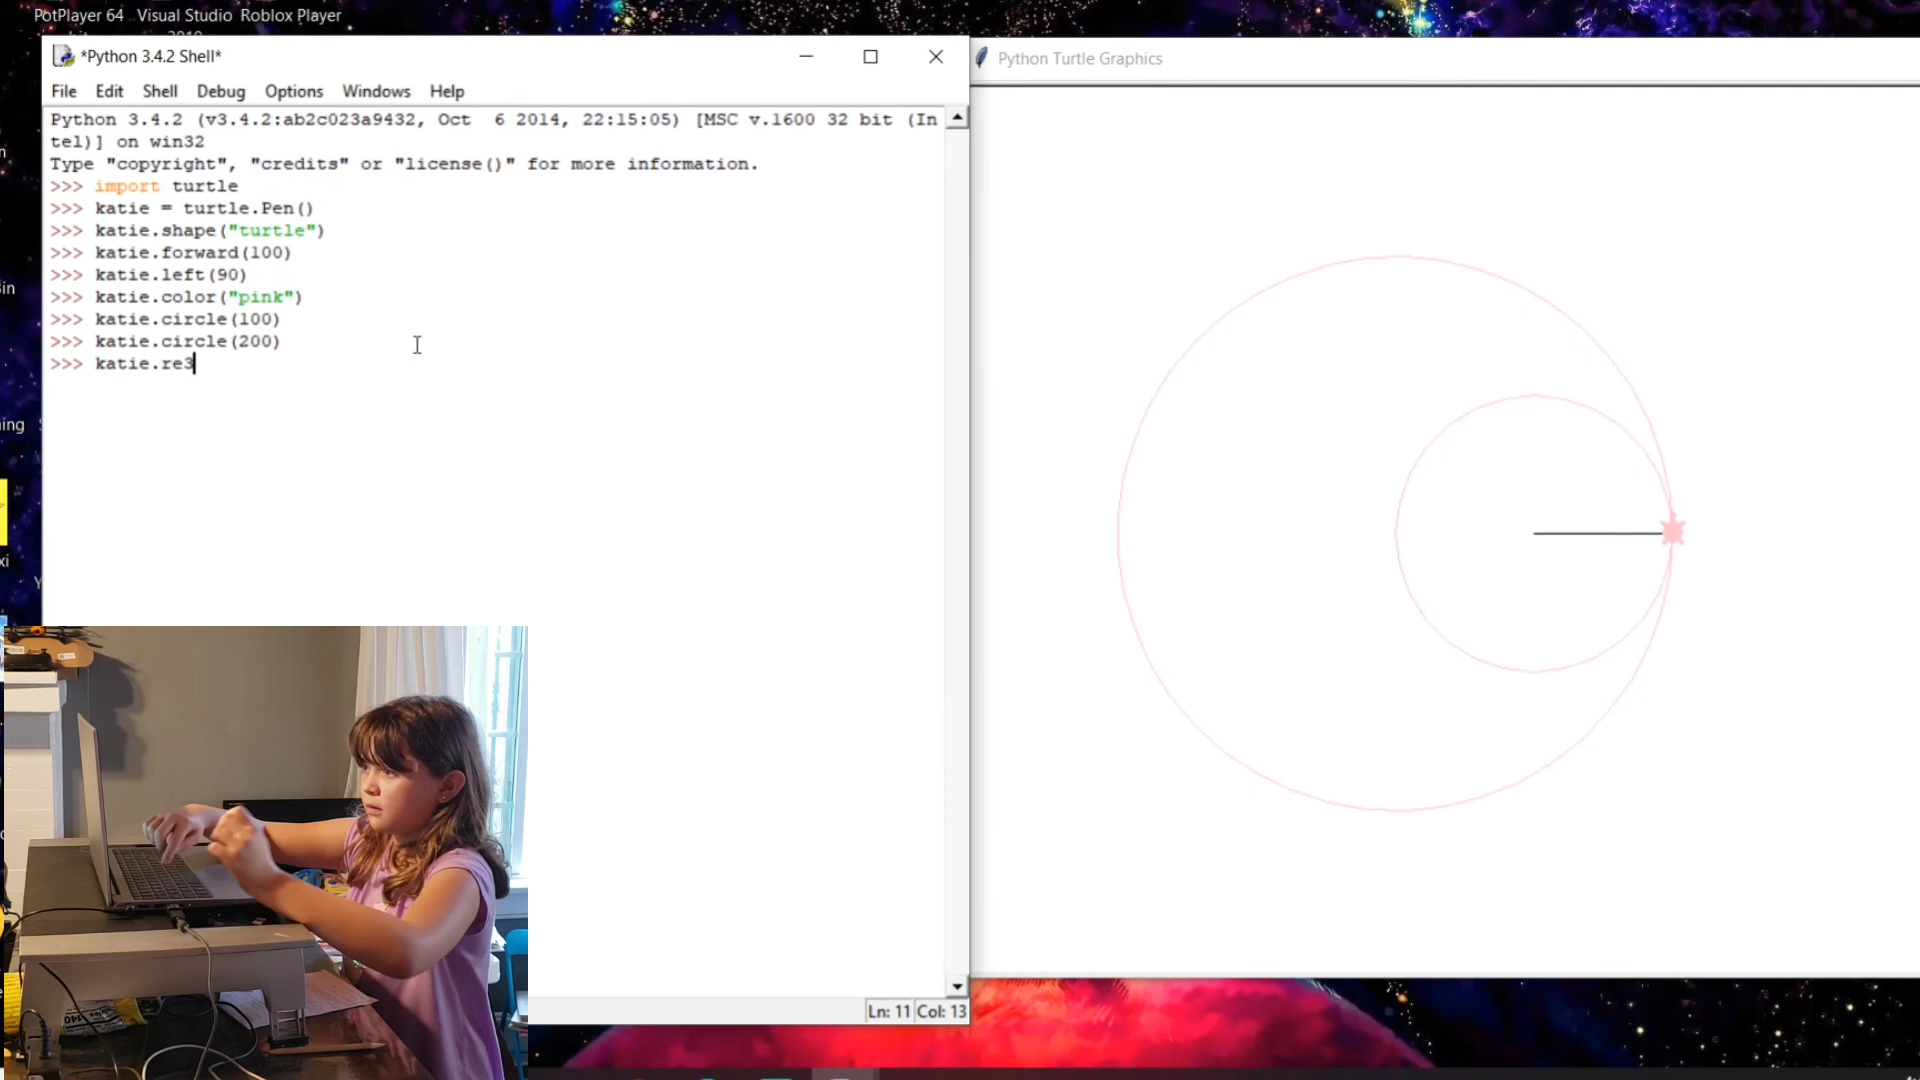 PotPlayer 64 Visual Studio Roblox Player
2019
*Python 3.4.2 Shell*
Python Turtle Graphics
File Edit Shell Debug Options Windows Help
Python 3.4.2 (v3.4.2:ab2c023a9432, Oct  6 2014, 22:15:05) [MSC v.1600 32 bit (In
tel)] on win32
Type "copyright", "credits" or "license()" for more information.
>>> import turtle
>>> katie = turtle.Pen()
>>> katie.shape("turtle")
>>> katie.forward(100)
>>> katie.left(90)
>>> katie.color("pink")
>>> katie.circle(100)
>>> katie.circle(200)
>>> katie.re3
Ln: 11 Col: 13
140